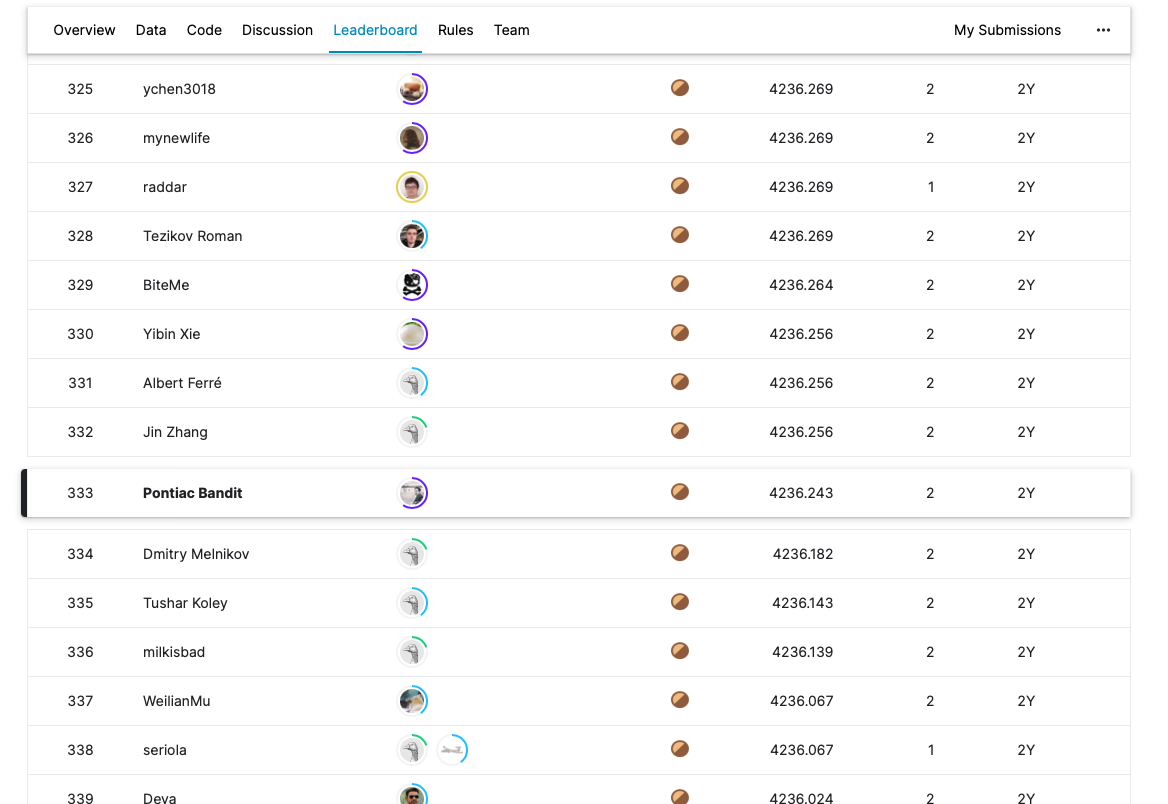 Overview Data Code Discussion Leaderboard Rules Team My Submissions ...
325 ychen3018 4236.269 2 2Y
326 mynewlife 4236.269 2 2Y
327 raddar 4236.269 1 2Y
328 Tezikov Roman 4236.269 2 2Y
329 BiteMe 4236.264 2 2Y
330 Yibin Xie 4236.256 2 2Y
331 Albert Ferré 4236.256 2 2Y
332 Jin Zhang 4236.256 2 2Y
333 Pontiac Bandit 4236.243 2 2Y
334 Dmitry Melnikov 4236.182 2 2Y
335 Tushar Koley 4236.143 2 2Y
336 milkisbad 4236.139 2 2Y
337 WeilianMu 4236.067 2 2Y
338 seriola 4236.067 1 2Y
339 Deva 4236.024 2 2Y